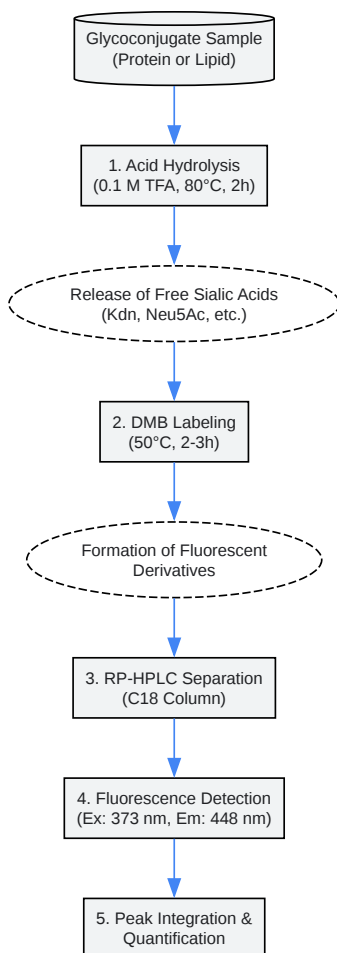 Glycoconjugate Sample
(Protein or Lipid)
1. Acid Hydrolysis
(0.1 M TFA, 80°C, 2h)
Release of Free Sialic Acids
(Kdn, Neu5Ac, etc.)
2. DMB Labeling
(50°C, 2-3h)
Formation of Fluorescent
Derivatives
3. RP-HPLC Separation
(C18 Column)
4. Fluorescence Detection
(Ex: 373 nm, Em: 448 nm)
5. Peak Integration &
Quantification